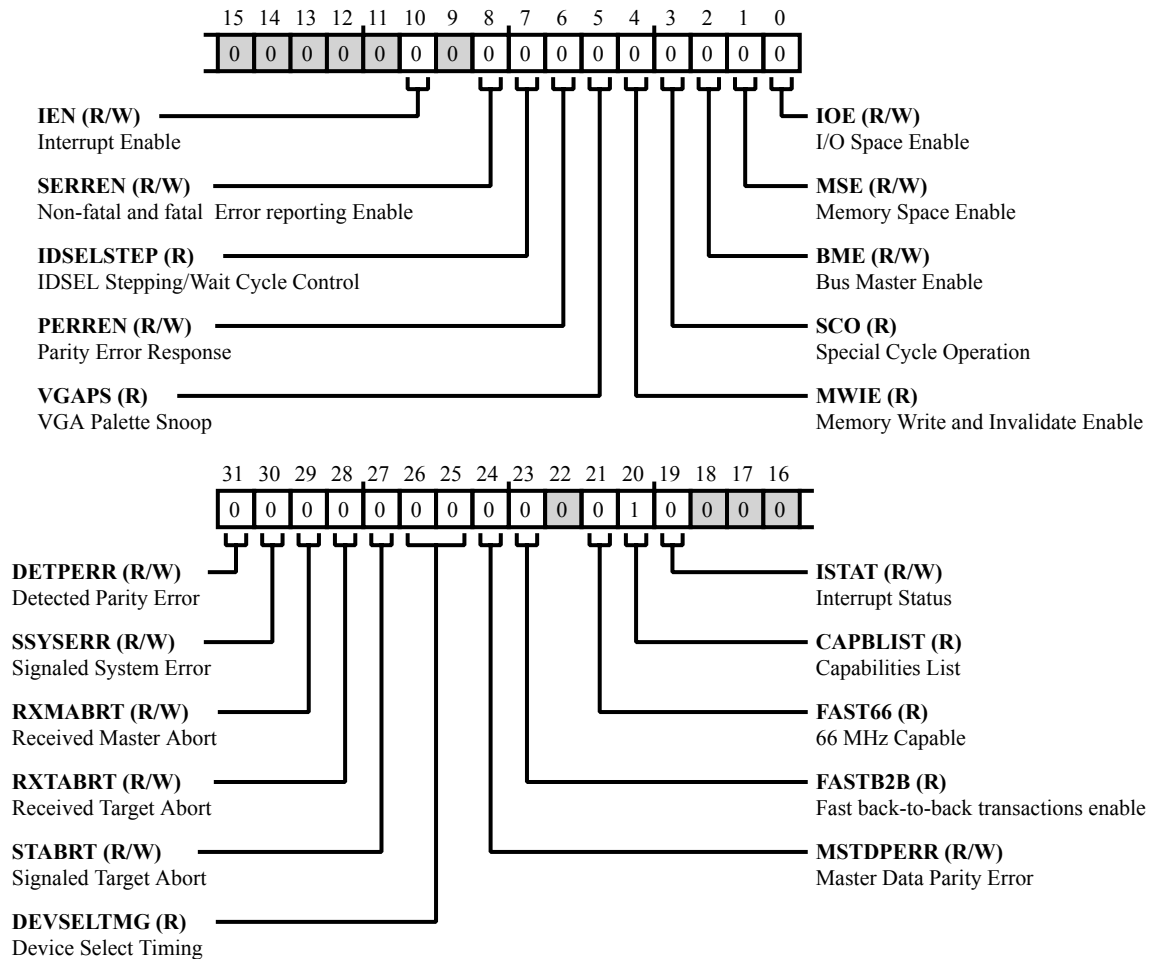 15 14 13 12 11 10 9 8 7 6 5 4 3 2 1 0
0 0 0 0 0 0 0 0 0 0 0 0 0 0 0 0
IEN (R/W)
Interrupt Enable
SERREN (R/W)
Non-fatal and fatal Error reporting Enable
IDSELSTEP (R)
IDSEL Stepping/Wait Cycle Control
PERREN (R/W)
Parity Error Response
VGAPS (R)
VGA Palette Snoop
IOE (R/W)
I/O Space Enable
MSE (R/W)
Memory Space Enable
BME (R/W)
Bus Master Enable
SCO (R)
Special Cycle Operation
MWIE (R)
Memory Write and Invalidate Enable
31 30 29 28 27 26 25 24 23 22 21 20 19 18 17 16
0 0 0 0 0 0 0 0 0 0 0 1 0 0 0 0
DETPERR (R/W)
Detected Parity Error
SSYSERR (R/W)
Signaled System Error
RXMABRT (R/W)
Received Master Abort
RXTABRT (R/W)
Received Target Abort
STABRT (R/W)
Signaled Target Abort
DEVSELTMG (R)
Device Select Timing
ISTAT (R/W)
Interrupt Status
CAPBLIST (R)
Capabilities List
FAST66 (R)
66 MHz Capable
FASTB2B (R)
Fast back-to-back transactions enable
MSTDPERR (R/W)
Master Data Parity Error